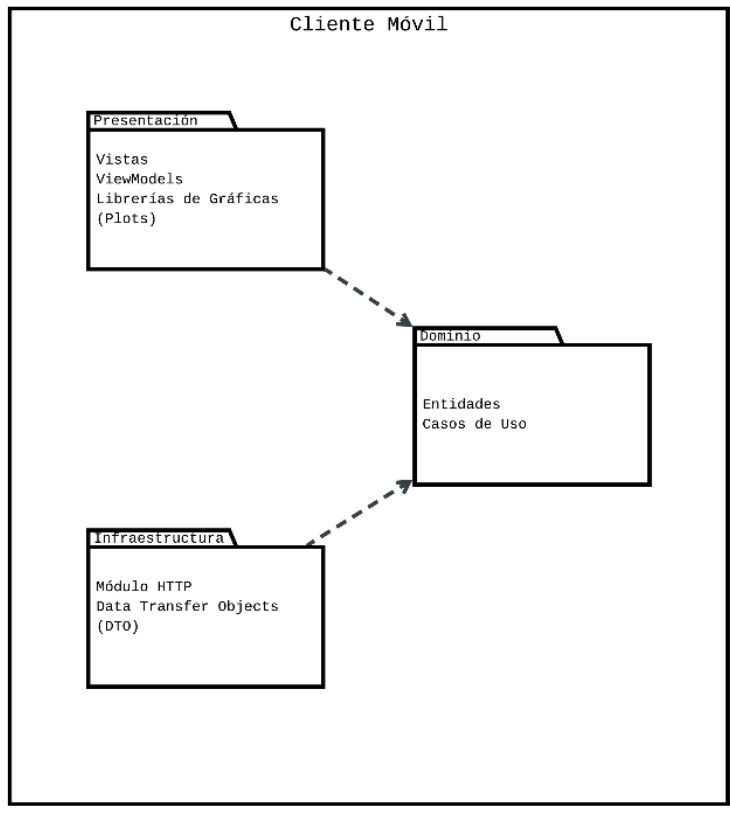 Cliente Móvil
Presentación
Vistas
ViewModels
Librerías de Gráficas
(Plots)
Dominio
Entidades
Casos de Uso
Infraestructura
Módulo HTTP
Data Transfer Objects
(DTO)